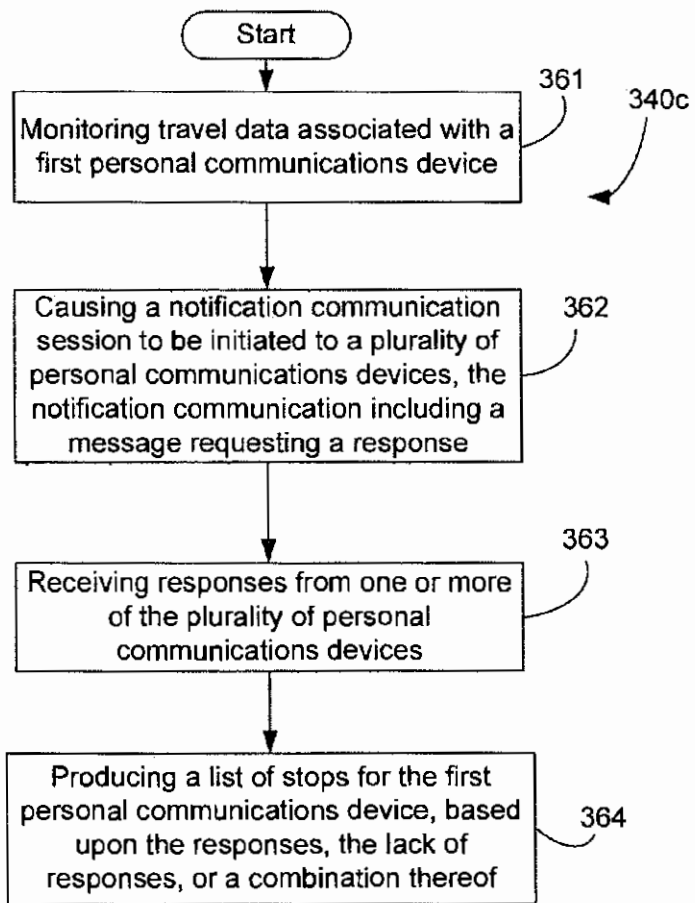 Start
361
340c
Monitoring travel data associated with a
first personal communications device
362
Causing a notification communication
session to be initiated to a plurality of
personal communications devices, the
notification communication including a
message requesting a response
363
Receiving responses from one or more
of the plurality of personal
communications devices
Producing a list of stops for the first
personal communications device, based
upon the responses, the lack of
responses, or a combination thereof
364